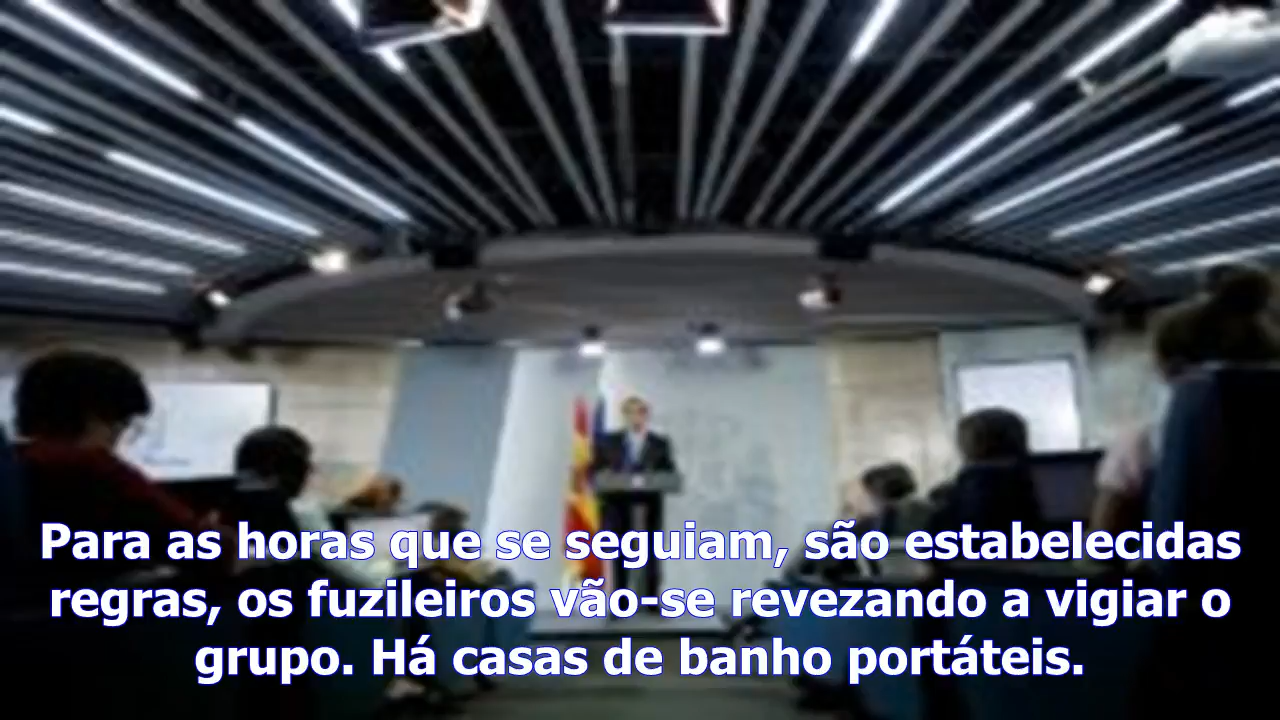 Para as horas que se seguiam, são estabelecidas
regras, os fuzileiros vão-se revezando a vigiar o
grupo. Há casas de banho portáteis.